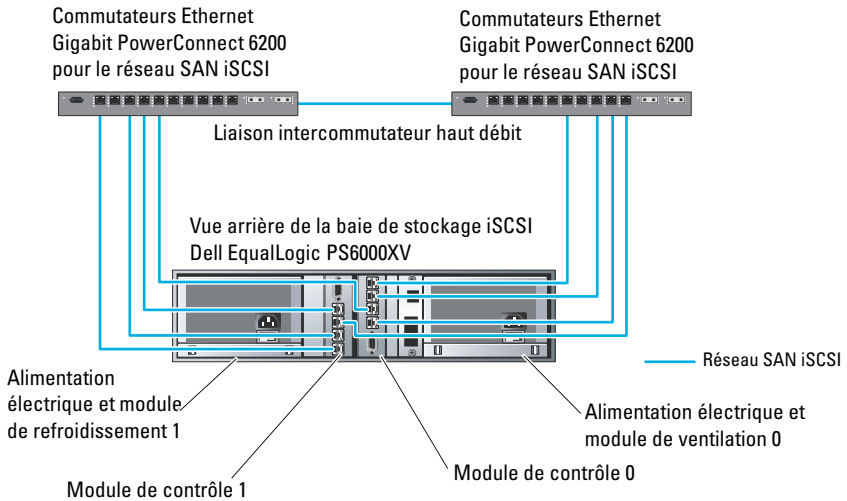 Commutateurs Ethernet
Gigabit PowerConnect 6200
pour le réseau SAN iSCSI
Commutateurs Ethernet
Gigabit PowerConnect 6200
pour le réseau SAN iSCSI
Liaison intercommutateur haut débit
Vue arrière de la baie de stockage iSCSI
Dell EqualLogic PS6000XV
Réseau SAN iSCSI
Alimentation
électrique et module
de refroidissement 1
Alimentation électrique et
module de ventilation 0
Module de contrôle 0
Module de contrôle 1